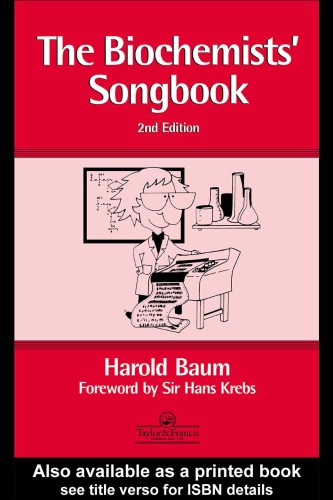 The Biochemists'
Songbook
2nd Edition
Harold Baum
Foreword by Sir Hans Krebs
Taylor & Francis
Also available as a printed book
see title verso for ISBN details